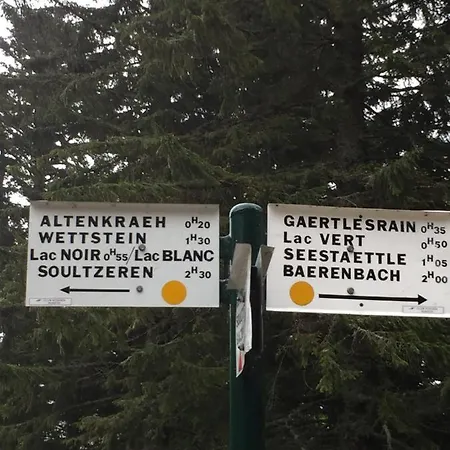 ALTENKRAEH 0H20
WETTSTEIN 1H30
LAC NOIR 0H55/LAC BLANC
SOULTZEREN 2H30
GAERTLESRAIN 0H35
LAC VERT 0H50
SEESTAETTLE 1H05
BAERENBACH 2H00